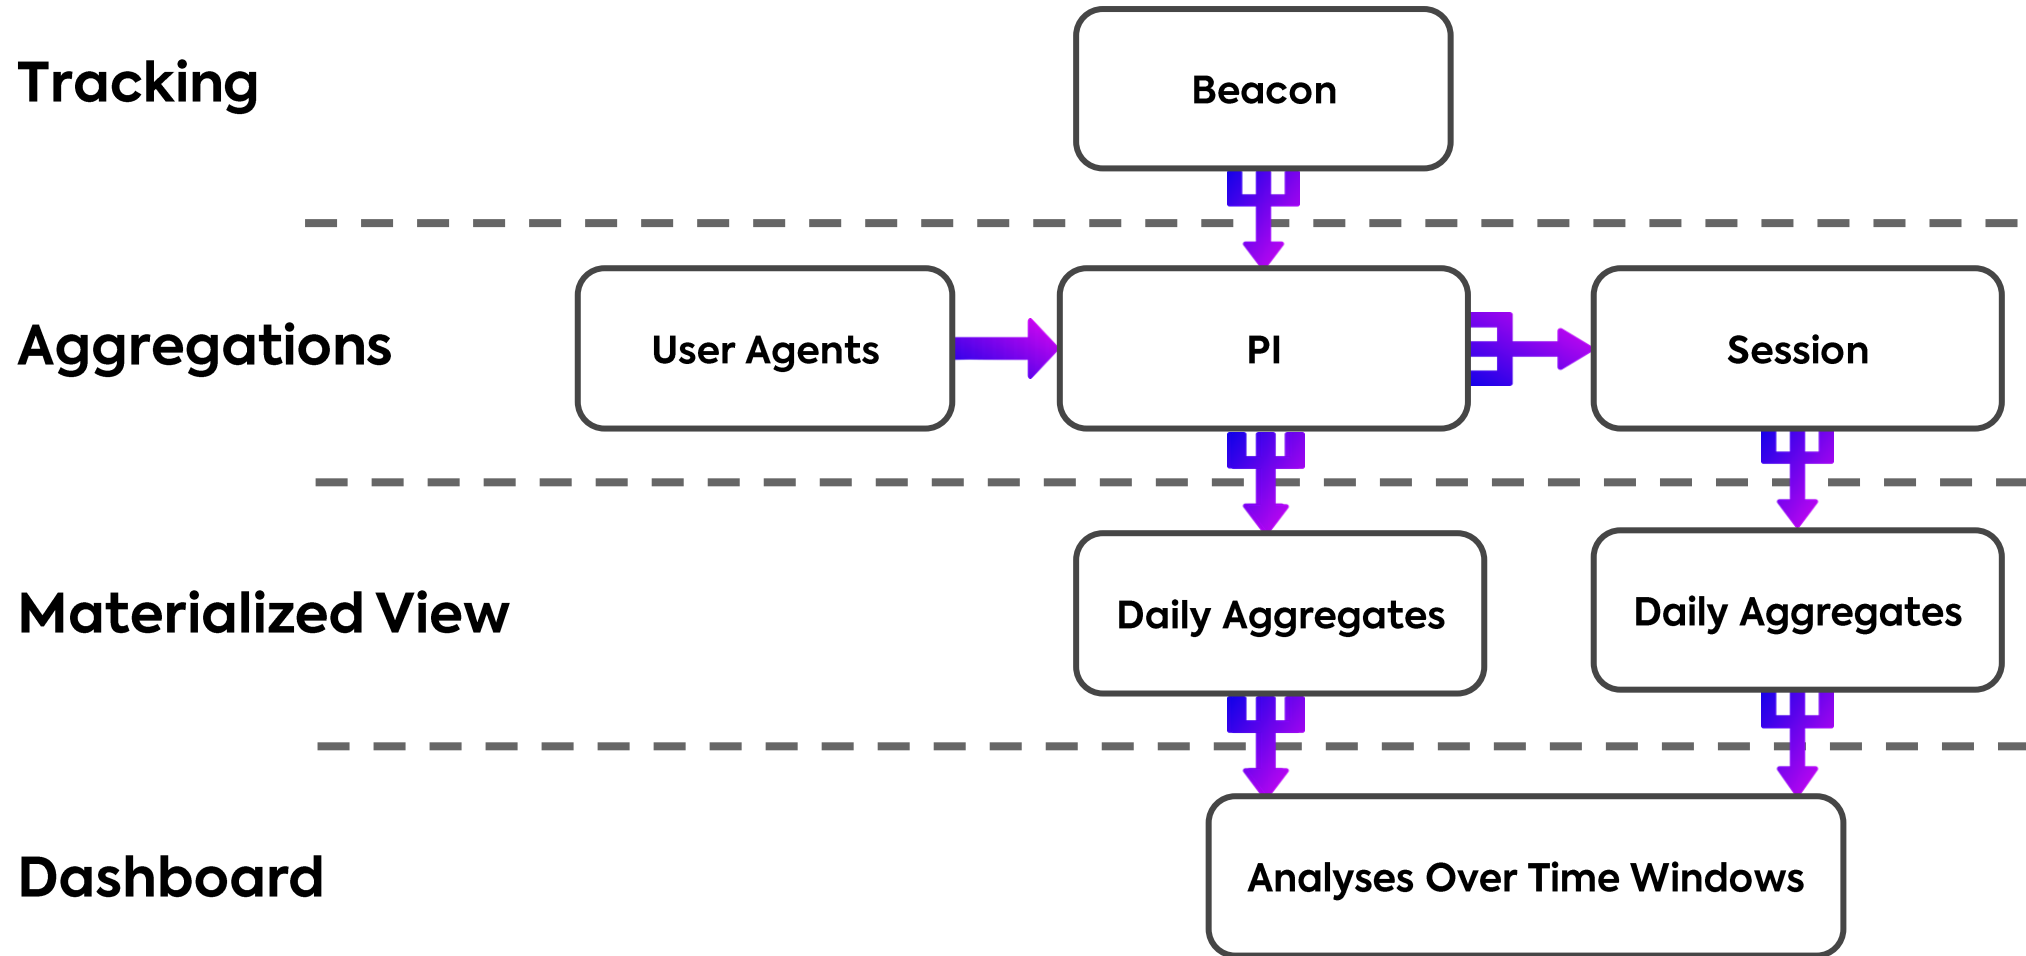 Tracking
Beacon
Aggregations
User Agents
PI
Session
Materialized View
Daily Aggregates
Daily Aggregates
Dashboard
Analyses Over Time Windows